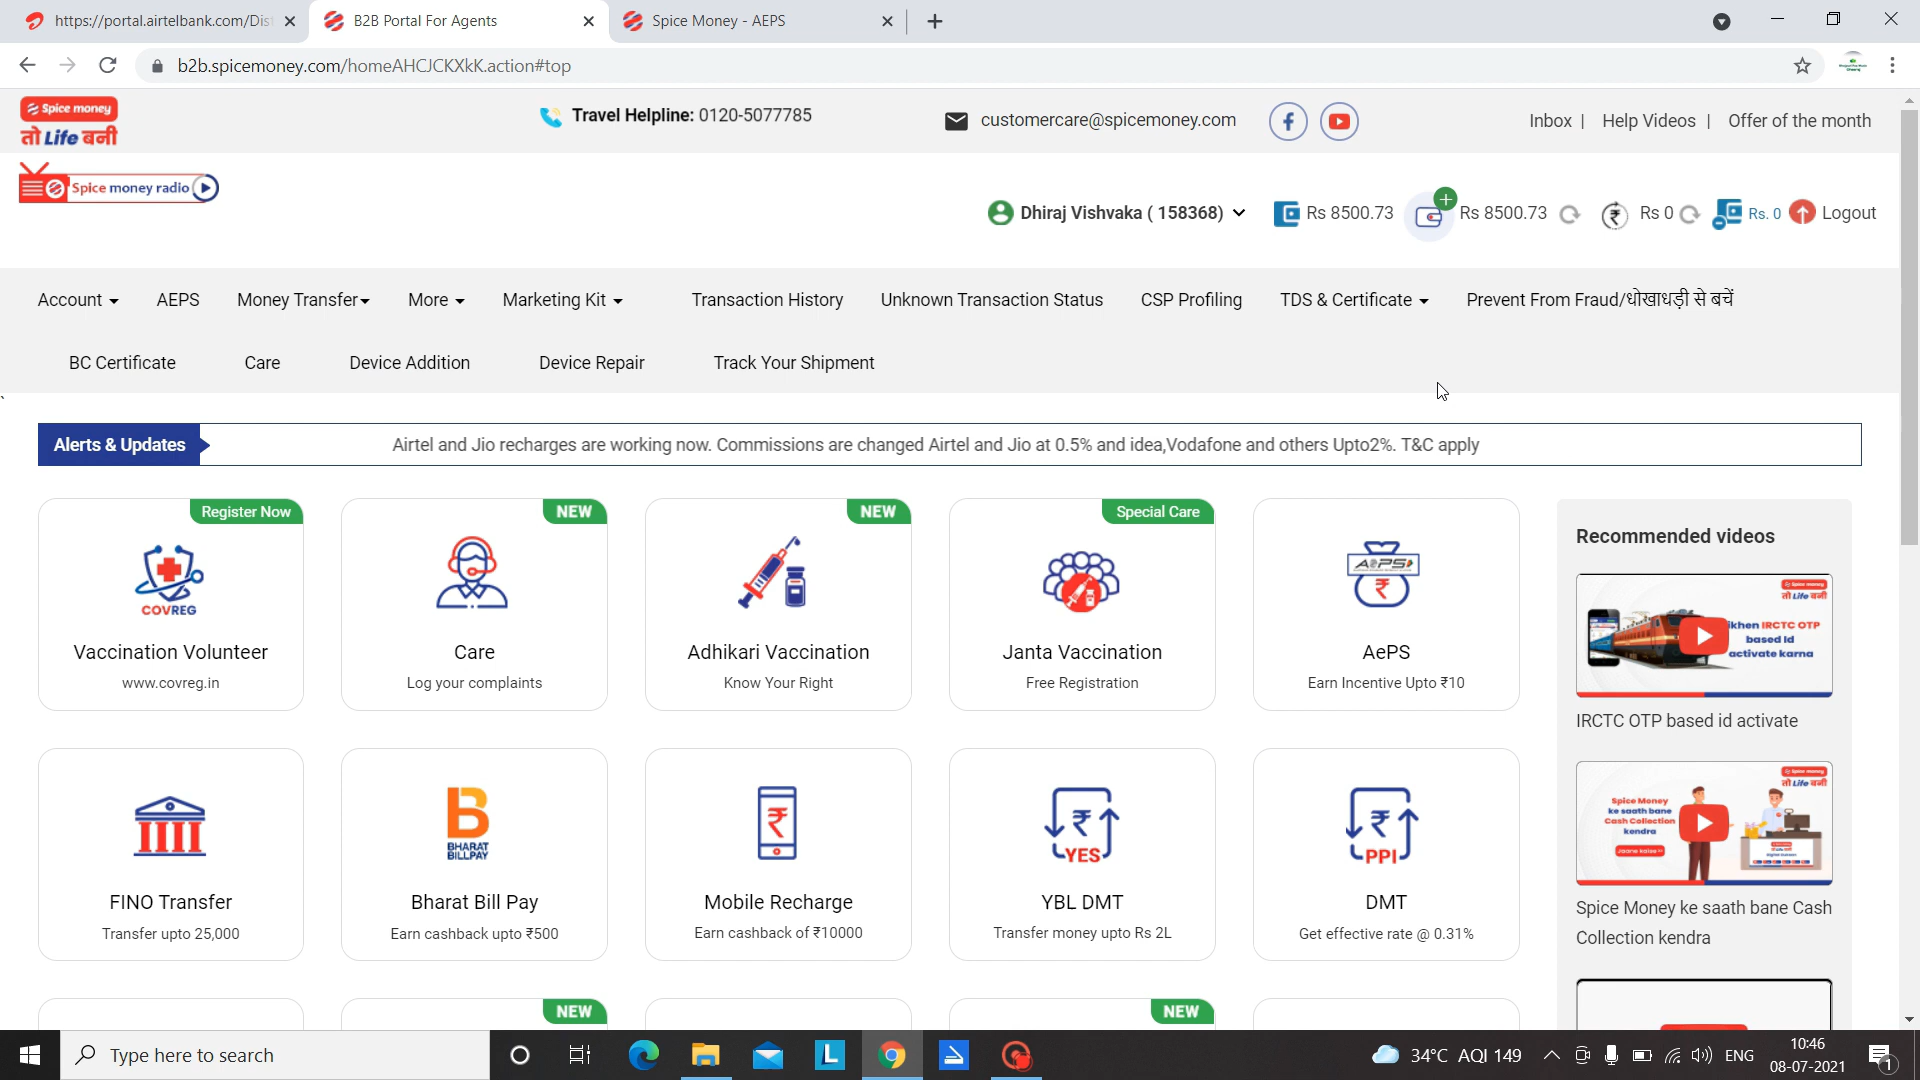 https://portal.airtelbank.com/Dist
B2B Portal For Agents
Spice Money - AEPS
b2b.spicemoney.com/homeAHCJCKXkK.action#top
Spice money
तो Life बनी
Travel Helpline: 0120-5077785
customercare@spicemoney.com
Inbox | Help Videos | Offer of the month
Spice money radio
Dhiraj Vishvaka ( 158368)
Rs 8500.73
Rs 8500.73
Rs 0
Rs. 0
Logout
Account AEPS Money Transfer More Marketing Kit Transaction History Unknown Transaction Status CSP Profiling TDS & Certificate Prevent From Fraud/धोखाधड़ी से बचें
BC Certificate Care Device Addition Device Repair Track Your Shipment
Alerts & Updates
Airtel and Jio recharges are working now. Commissions are changed Airtel and Jio at 0.5% and idea,Vodafone and others Upto2%. T&C apply
Register Now
COVREG
Vaccination Volunteer
www.covreg.in
NEW
Care
Log your complaints
NEW
Adhikari Vaccination
Know Your Right
Special Care
Janta Vaccination
Free Registration
AePS
AePS
Earn Incentive Upto ₹10
FINO Transfer
Transfer upto 25,000
BHARAT
BILLPAY
Bharat Bill Pay
Earn cashback upto ₹500
Mobile Recharge
Earn cashback of ₹10000
YES
YBL DMT
Transfer money upto Rs 2L
PPI
DMT
Get effective rate @ 0.31%
NEW
NEW
Recommended videos
Spice money
तो Life बनी
ikhen IRCTC OTP
based Id
activate karna
IRCTC OTP based id activate
Spice money
तो Life बनी
Spice Money
ke saath bane
Cash Collection
kendra
Spice Money ke saath bane Cash
Collection kendra
Type here to search
34°C AQI 149
ENG
10:46
08-07-2021
1